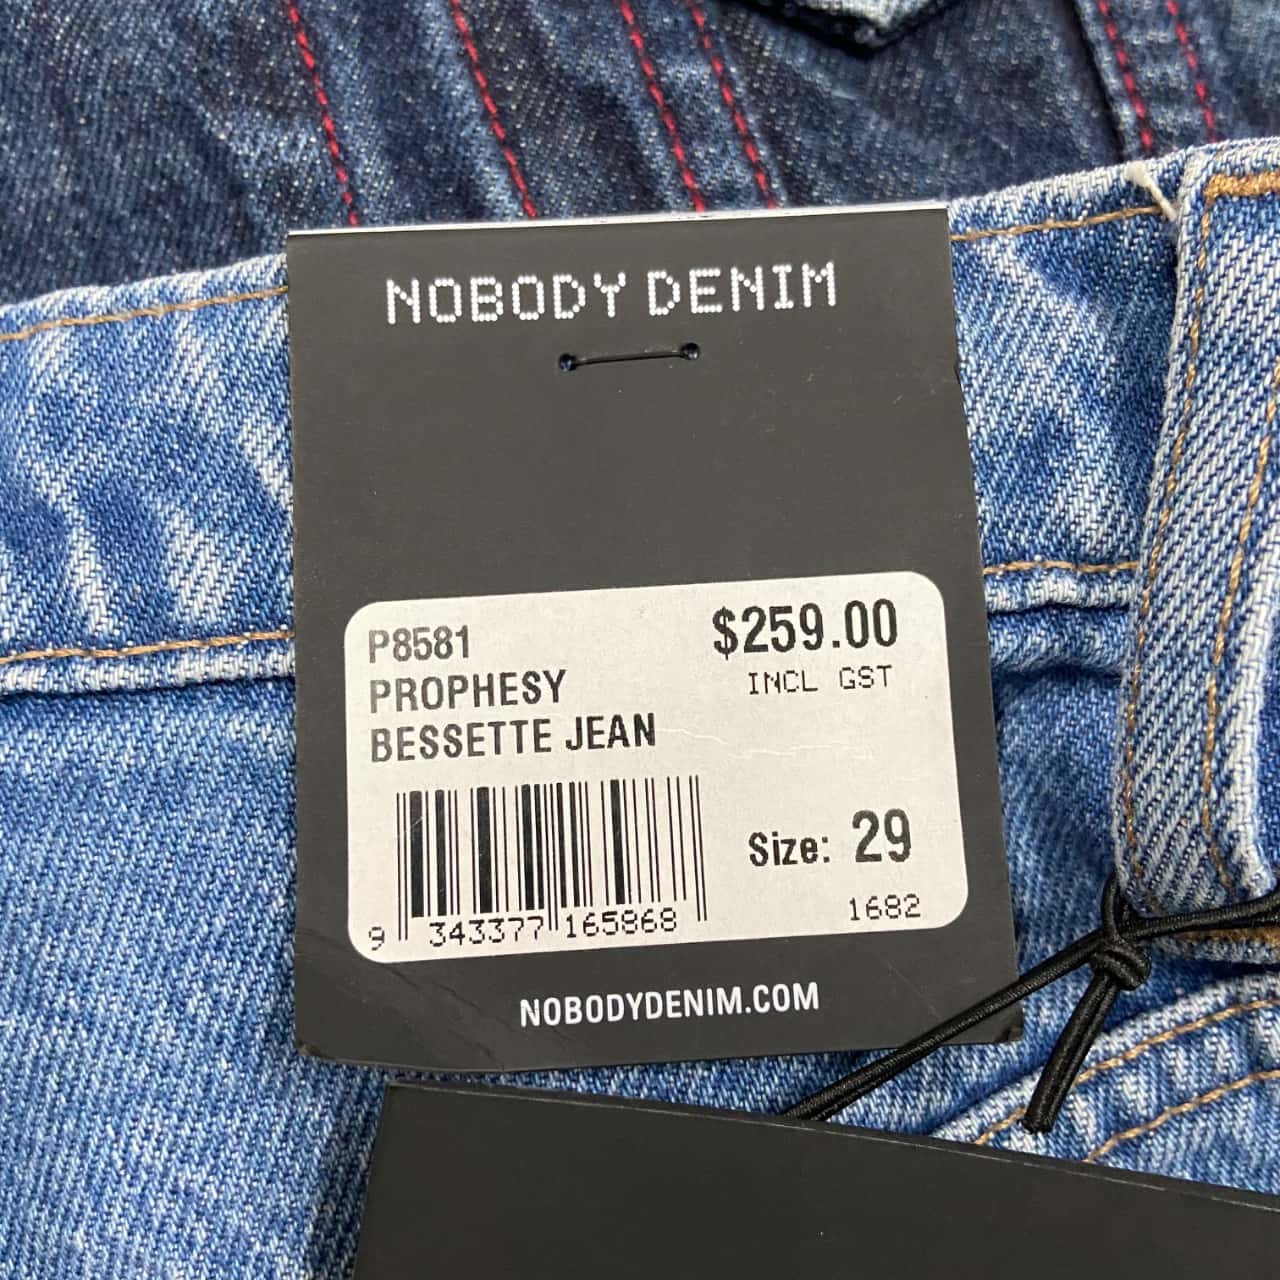 NOBODY DENIM
P8581
$259.00
PROPHESY
INCL GST
BESSETTE JEAN
Size: 29
1682
9 343377 165868
NOBODYDENIM.COM